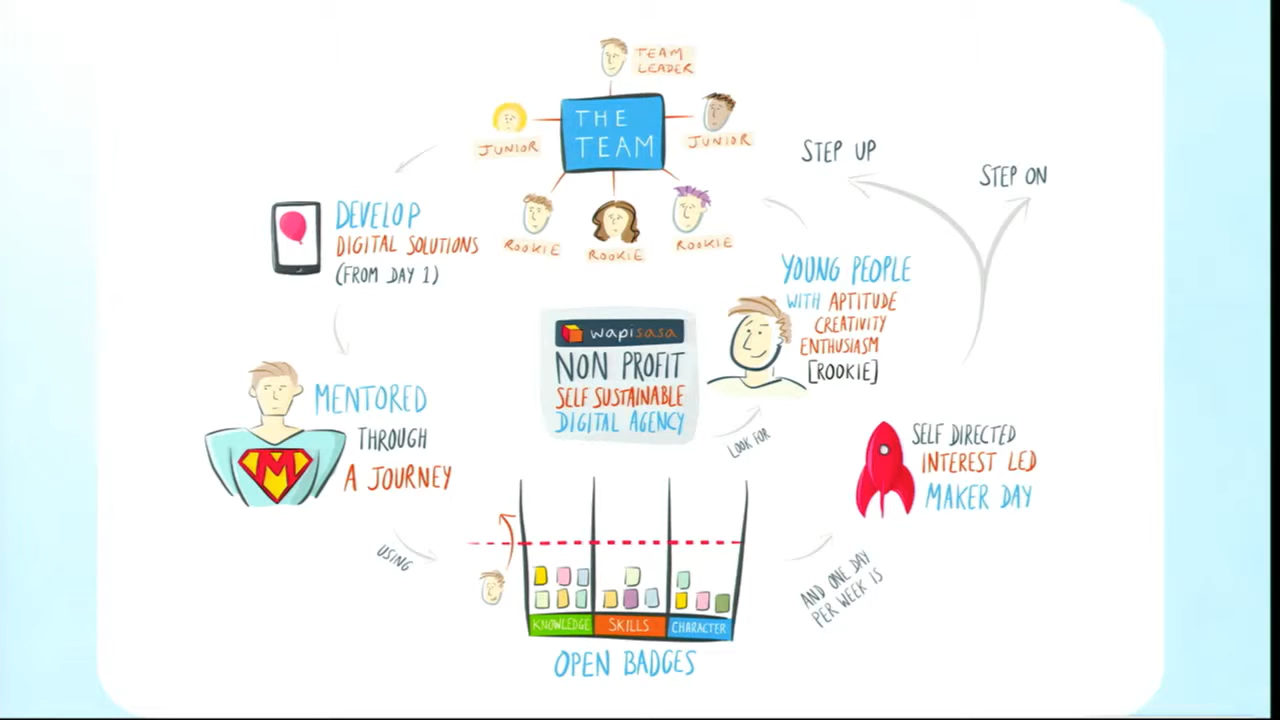 TEAM
LEADER
THE
TEAM
JUNIOR
JUNIOR
ROOKIE
ROOKIE
ROOKIE
STEP UP
STEP ON
DEVELOP
DIGITAL SOLUTIONS
(FROM DAY 1)
YOUNG PEOPLE
WITH APTITUDE
CREATIVITY
ENTHUSIASM
[ROOKIE]
wapisasa
NON PROFIT
SELF SUSTAINABLE
DIGITAL AGENCY
LOOK FOR
MENTORED
THROUGH
A JOURNEY
M
SELF DIRECTED
INTEREST LED
MAKER DAY
USING
AND ONE DAY
PER WEEK IS
KNOWLEDGE
SKILLS
CHARACTER
OPEN BADGES